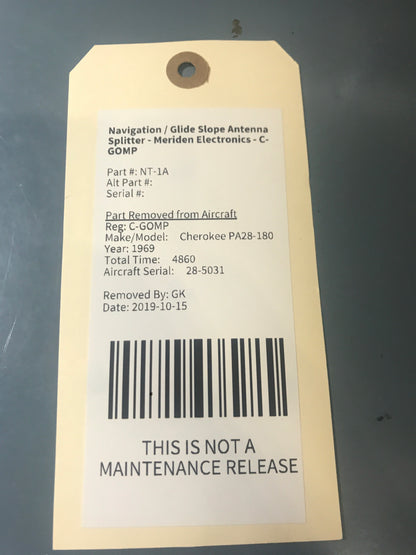 Navigation / Glide Slope Antenna
Splitter - Meriden Electronics - C-
GOMP
Part #: NT-1A
Alt Part #:
Serial #:
Part Removed from Aircraft
Reg: C-GOMP
Make/Model: Cherokee PA28-180
Year: 1969
Total Time: 4860
Aircraft Serial: 28-5031
Removed By: GK
Date: 2019-10-15
THIS IS NOT A
MAINTENANCE RELEASE